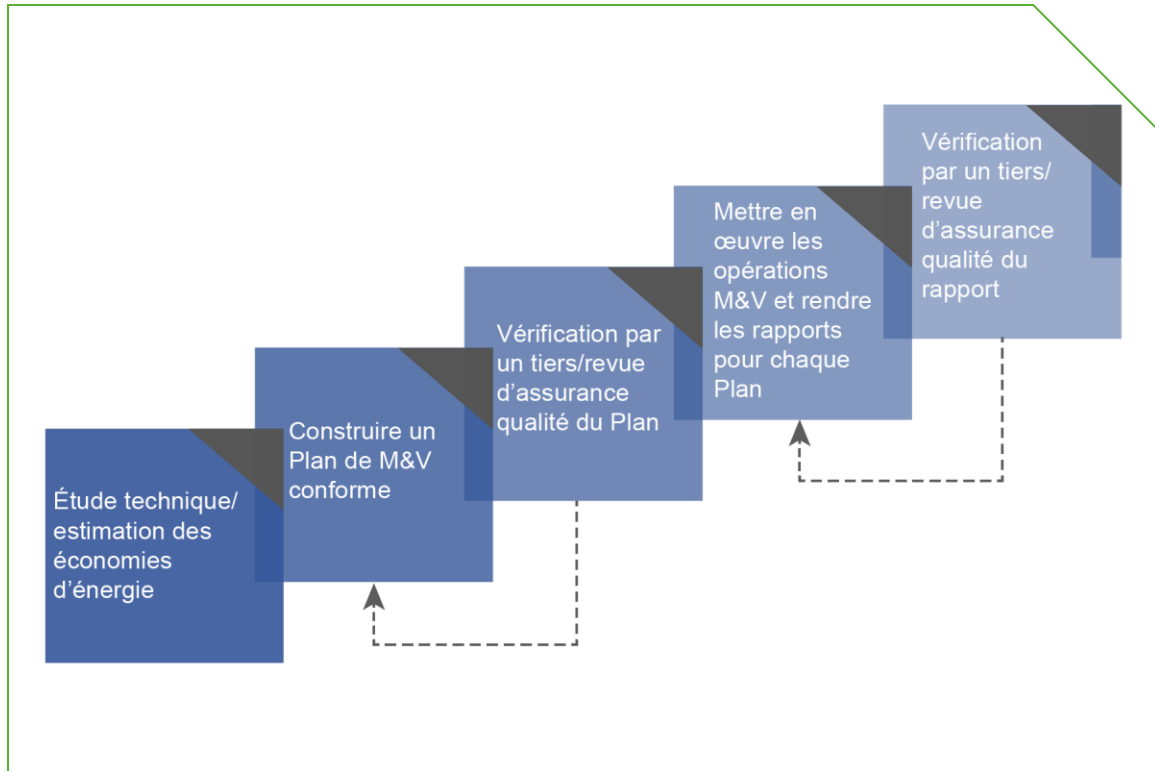 Étude technique/
estimation des
économies
d’énergie
Construire un
Plan de M&V
conforme
Vérification par
un tiers/revue
d’assurance
qualité du Plan
Mettre en
œuvre les
opérations
M&V et rendre
les rapports
pour chaque
Plan
Vérification
par un tiers/
revue
d’assurance
qualité du
rapport